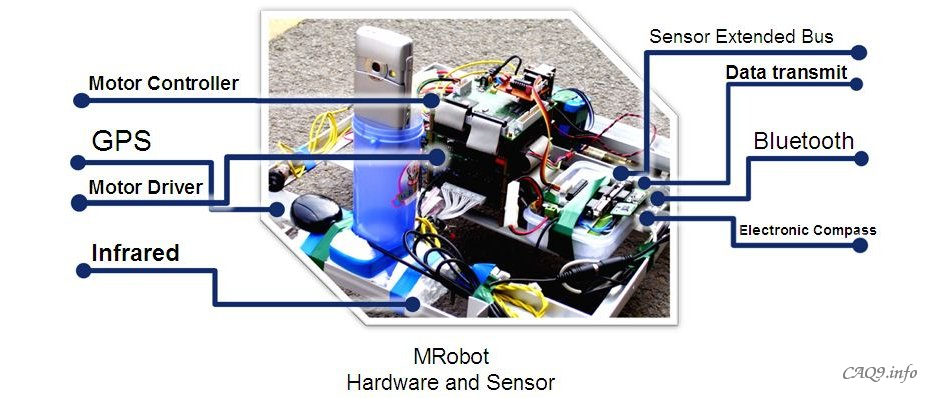 Sensor Extended Bus
Motor Controller
Data transmit
GPS
Bluetooth
Motor Driver
Electronic Compass
Infrared
MRobot
Hardware and Sensor
CAQ9.info